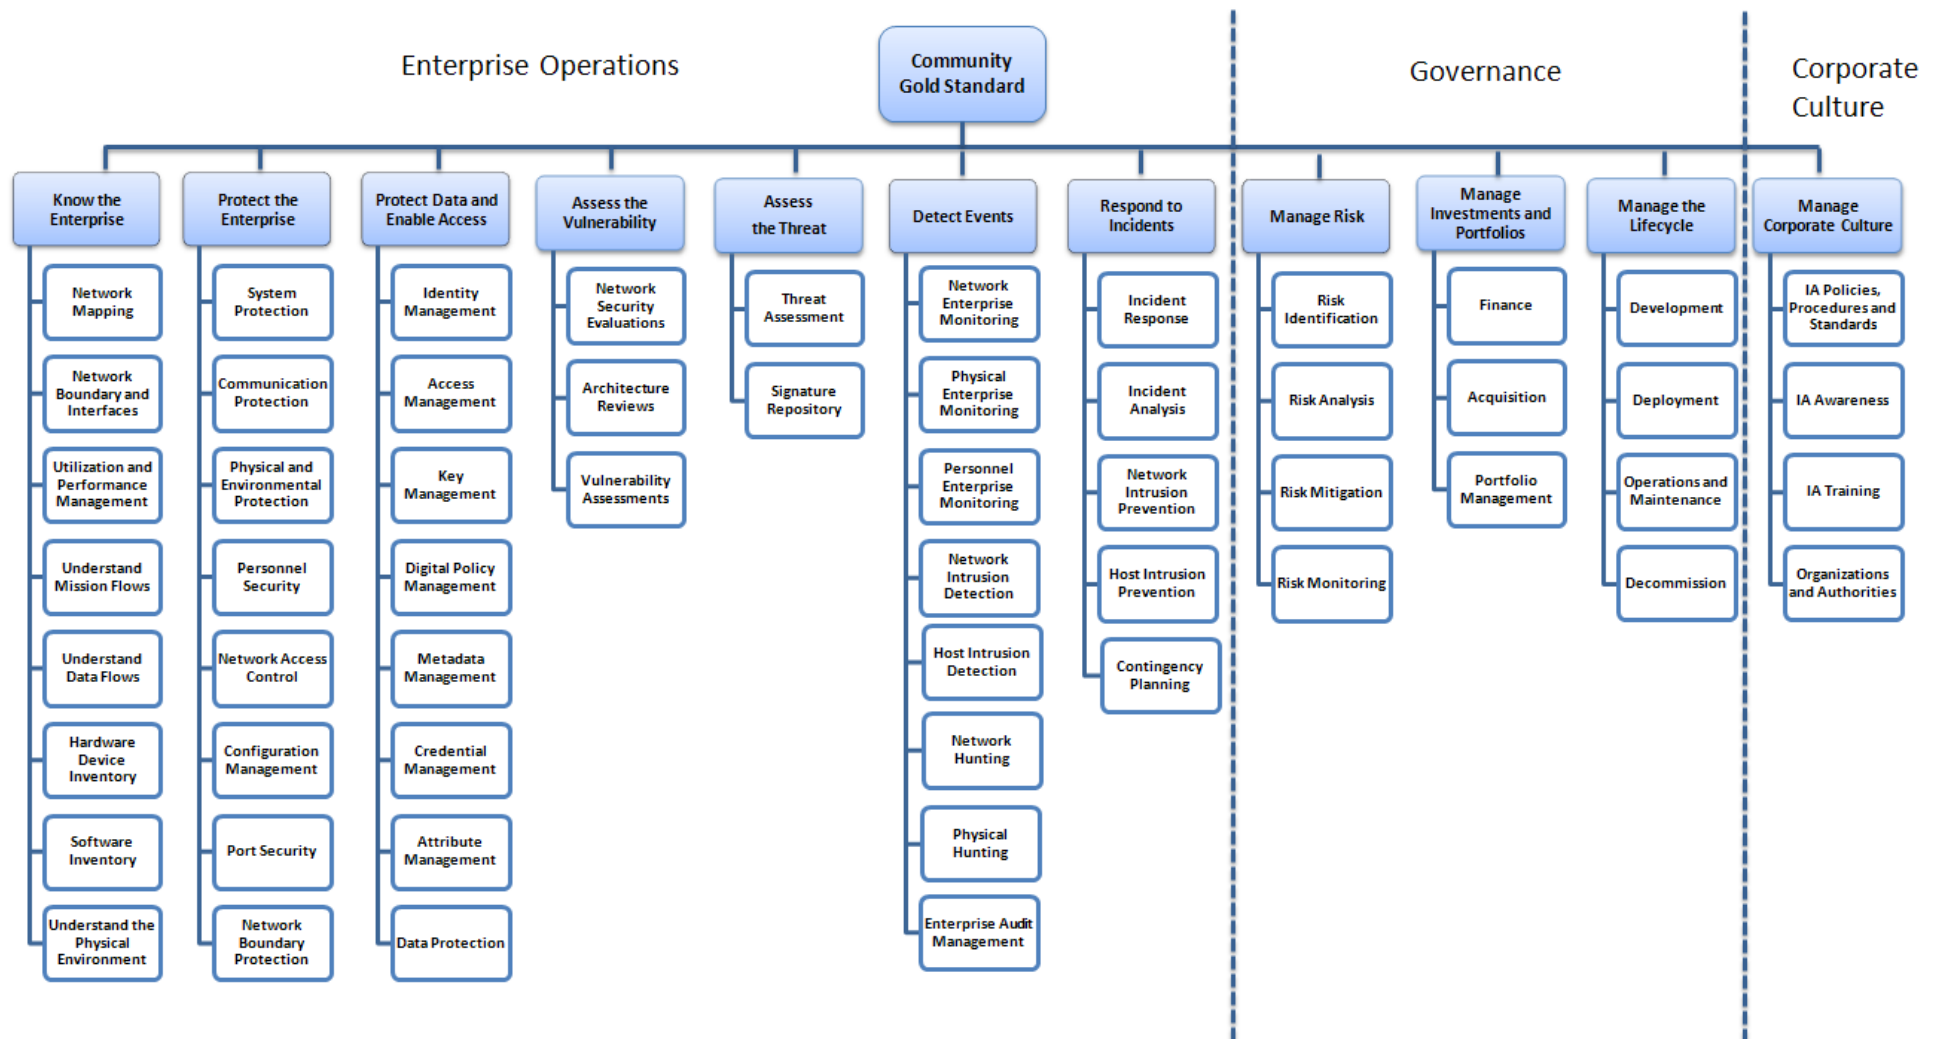 Enterprise Operations
Community
Gold Standard
Governance
Corporate
Culture
Know the
Enterprise
Network
Mapping
Network
Boundary and
Interfaces
Utilization and
Performance
Management
Understand
Mission Flows
Understand
Data Flows
Hardware
Device
Inventory
Software
Inventory
Understand the
Physical
Environment
Protect the
Enterprise
System
Protection
Communication
Protection
Physical and
Environmental
Protection
Personnel
Security
Network Access
Control
Configuration
Management
Port Security
Network
Boundary
Protection
Protect Data and
Enable Access
Identity
Management
Access
Management
Key
Management
Digital Policy
Management
Metadata
Management
Credential
Management
Attribute
Management
Data Protection
Assess the
Vulnerability
Network
Security
Evaluations
Architecture
Reviews
Vulnerability
Assessments
Assess
the Threat
Threat
Assessment
Signature
Repository
Detect Events
Network
Enterprise
Monitoring
Physical
Enterprise
Monitoring
Personnel
Enterprise
Monitoring
Network
Intrusion
Detection
Host Intrusion
Detection
Network
Hunting
Physical
Hunting
Enterprise Audit
Management
Respond to
Incidents
Incident
Response
Incident
Analysis
Network
Intrusion
Prevention
Host Intrusion
Prevention
Contingency
Planning
Manage Risk
Risk
Identification
Risk Analysis
Risk Mitigation
Risk Monitoring
Manage
Investments and
Portfolios
Finance
Acquisition
Portfolio
Management
Manage the
Lifecycle
Development
Deployment
Operations and
Maintenance
Decommission
Manage
Corporate Culture
IA Policies,
Procedures and
Standards
IA Awareness
IA Training
Organizations
and Authorities